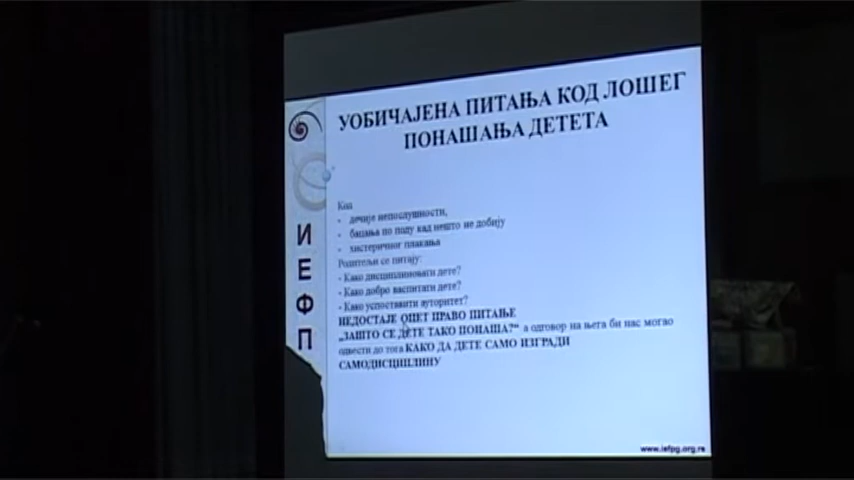 УОБИЧАЈЕНА ПИТАЊА КОД ЛОШЕГ
ПОНАШАЊА ДЕТЕТА
Код
- дечије непослушности,
- бацања по поду кад нешто не добију
- хистеричног плакања
Родитељи се питају:
- Како дисциплиновати дете?
- Како добро васпитати дете?
- Како успоставити ауторитет?
НЕДОСТАЈЕ ОПЕТ ПРАВО ПИТАЊЕ
„ЗАШТО СЕ ДЕТЕ ТАКО ПОНАША?“ а одговор на њега би нас могао
одвести до тога КАКО ДА ДЕТЕ САМО ИЗГРАДИ
САМОДИСЦИПЛИНУ
ИЕФП
www.iefpg.org.rs